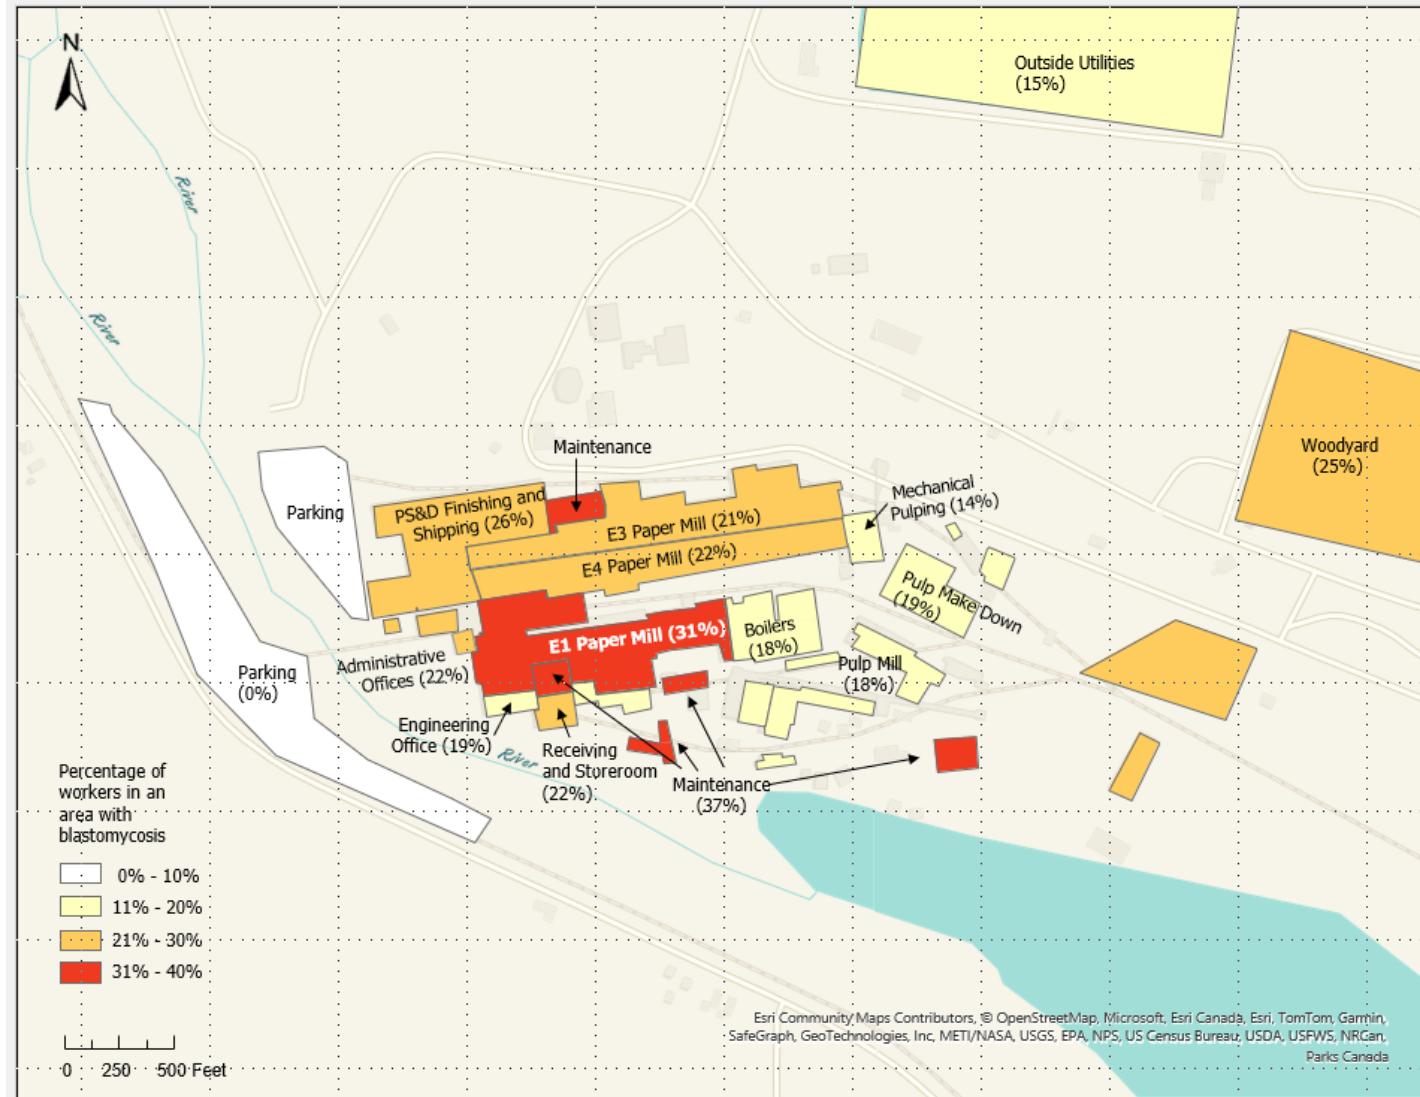 N
Outside Utilities
(15%)
River
River
Woodyard
(25%)
Maintenance
Mechanical
Pulping (14%)
Parking
PS&D Finishing and
Shipping (26%)
E3 Paper Mill (21%)
E4 Paper Mill (22%)
Pulp Make Down
(19%)
E1 Paper Mill (31%)
Boilers
(18%)
Administrative
Offices (22%)
Pulp Mill
(18%)
Parking
(0%)
Engineering
Office (19%)
River
Receiving
and Storeroom
(22%)
Maintenance
(37%)
Percentage of
workers in an
area with
blastomycosis
0% - 10%
11% - 20%
21% - 30%
31% - 40%
0 250 500 Feet
Esri Community Maps Contributors, © OpenStreetMap, Microsoft, Esri Canada, Esri, TomTom, Garmin,
SafeGraph, GeoTechnologies, Inc, METI/NASA, USGS, EPA, NPS, US Census Bureau, USDA, USFWS, NRCan,
Parks Canada